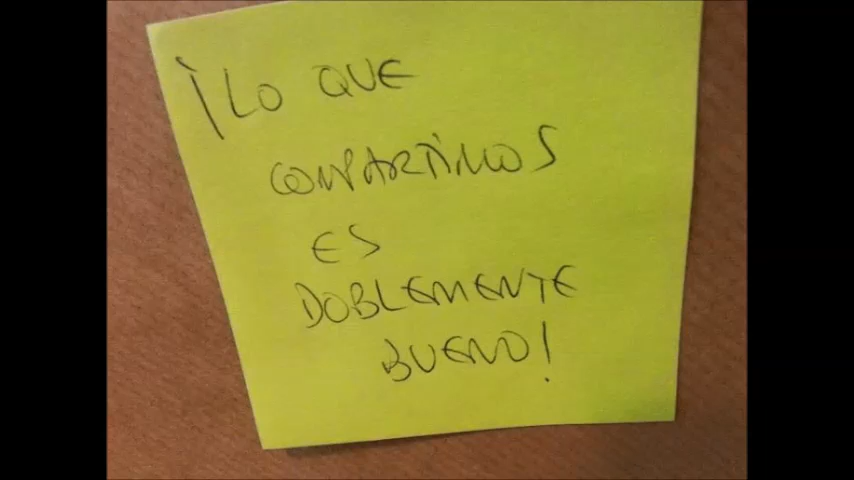 ¡LO QUE
COMPARTIMOS
ES
DOBLEMENTE
BUENO!